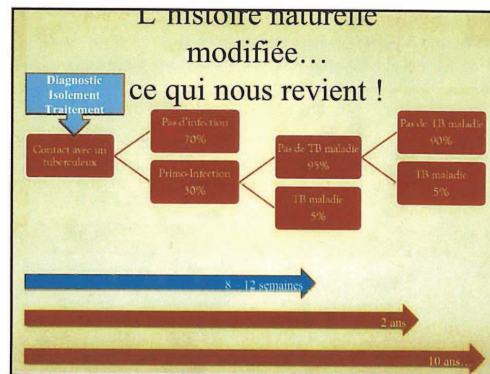 L'histoire naturelle
modifiée…
ce qui nous revient !
Diagnostic
Isolement
Traitement
Contact avec un
tuberculeux
Pas d'infection
70%
Primo-Infection
30%
Pas de TB maladie
95%
TB maladie
5%
Pas de TB maladie
90%
TB maladie
5%
8 – 12 semaines
2 ans
10 ans…